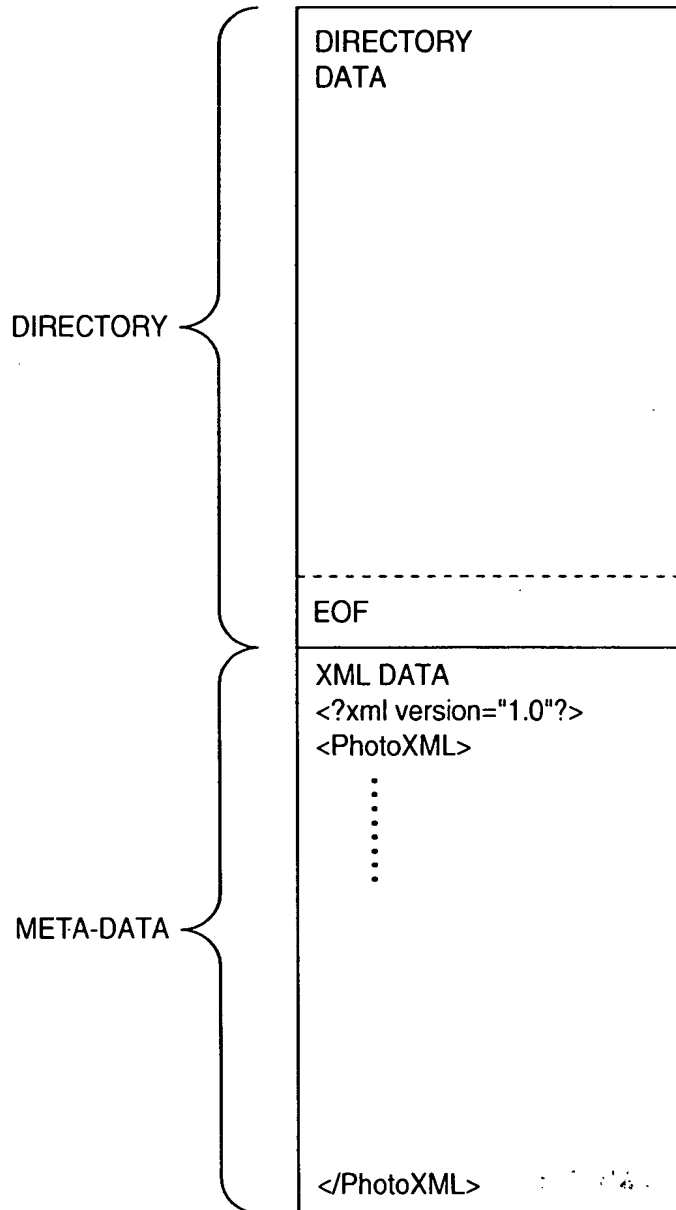 DIRECTORY
DATA
DIRECTORY
EOF
XML DATA
<?xml version="1.0"?>
<PhotoXML>
META-DATA
</PhotoXML>